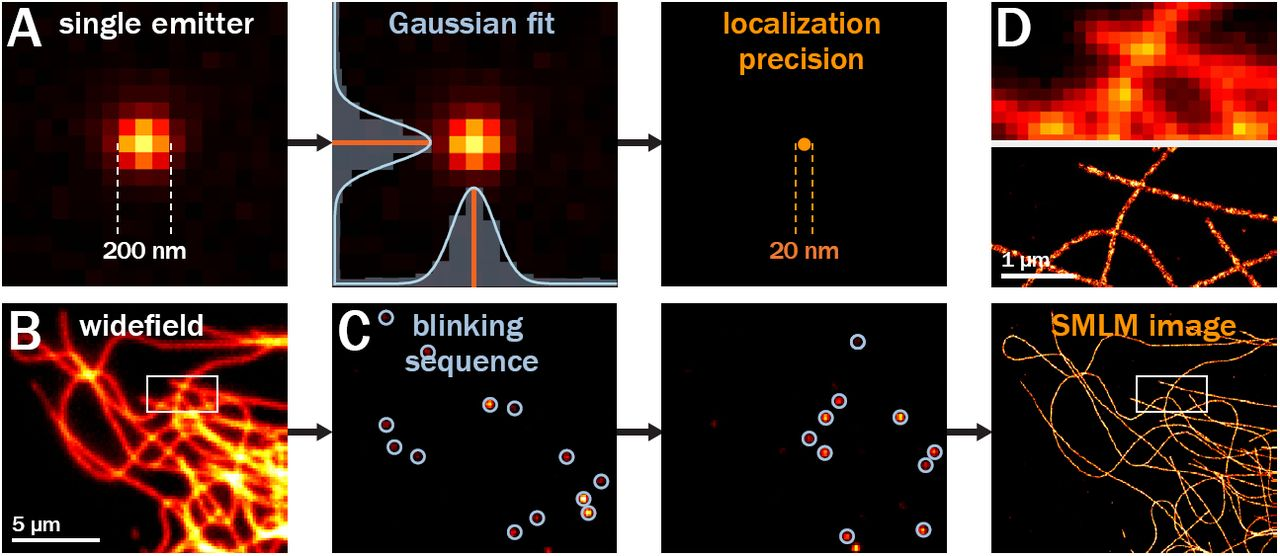 A
single emitter
200 nm
Gaussian fit
localization
precision
20 nm
D
1 µm
B
widefield
5 µm
C
blinking
sequence
SMLM image